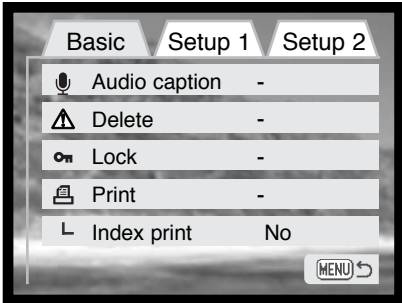 Basic Setup 1 Setup 2
Audio caption -
Delete -
Lock -
Print -
Index print No
MENU